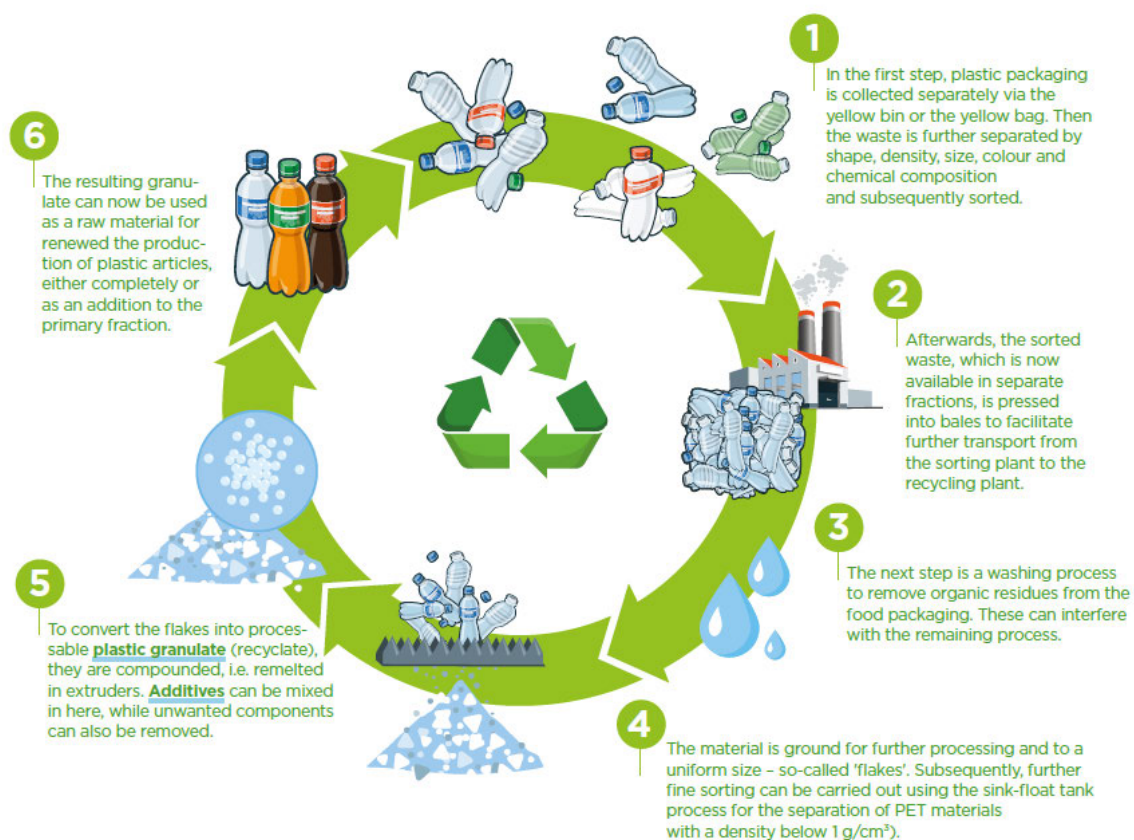 1
In the first step, plastic packaging
is collected separately via the
yellow bin or the yellow bag. Then
the waste is further separated by
shape, density, size, colour and
chemical composition
and subsequently sorted.
2
Afterwards, the sorted
waste, which is now
available in separate
fractions, is pressed
into bales to facilitate
further transport from
the sorting plant to the
recycling plant.
3
The next step is a washing process
to remove organic residues from the
food packaging. These can interfere
with the remaining process.
4
The material is ground for further processing and to a
uniform size – so-called 'flakes'. Subsequently, further
fine sorting can be carried out using the sink-float tank
process for the separation of PET materials
with a density below 1 g/cm³).
5
To convert the flakes into proces-
sable plastic granulate (recyclate),
they are compounded, i.e. remelted
in extruders. Additives can be mixed
in here, while unwanted components
can also be removed.
6
The resulting granu-
late can now be used
as a raw material for
renewed the produc-
tion of plastic articles,
either completely or
as an addition to the
primary fraction.